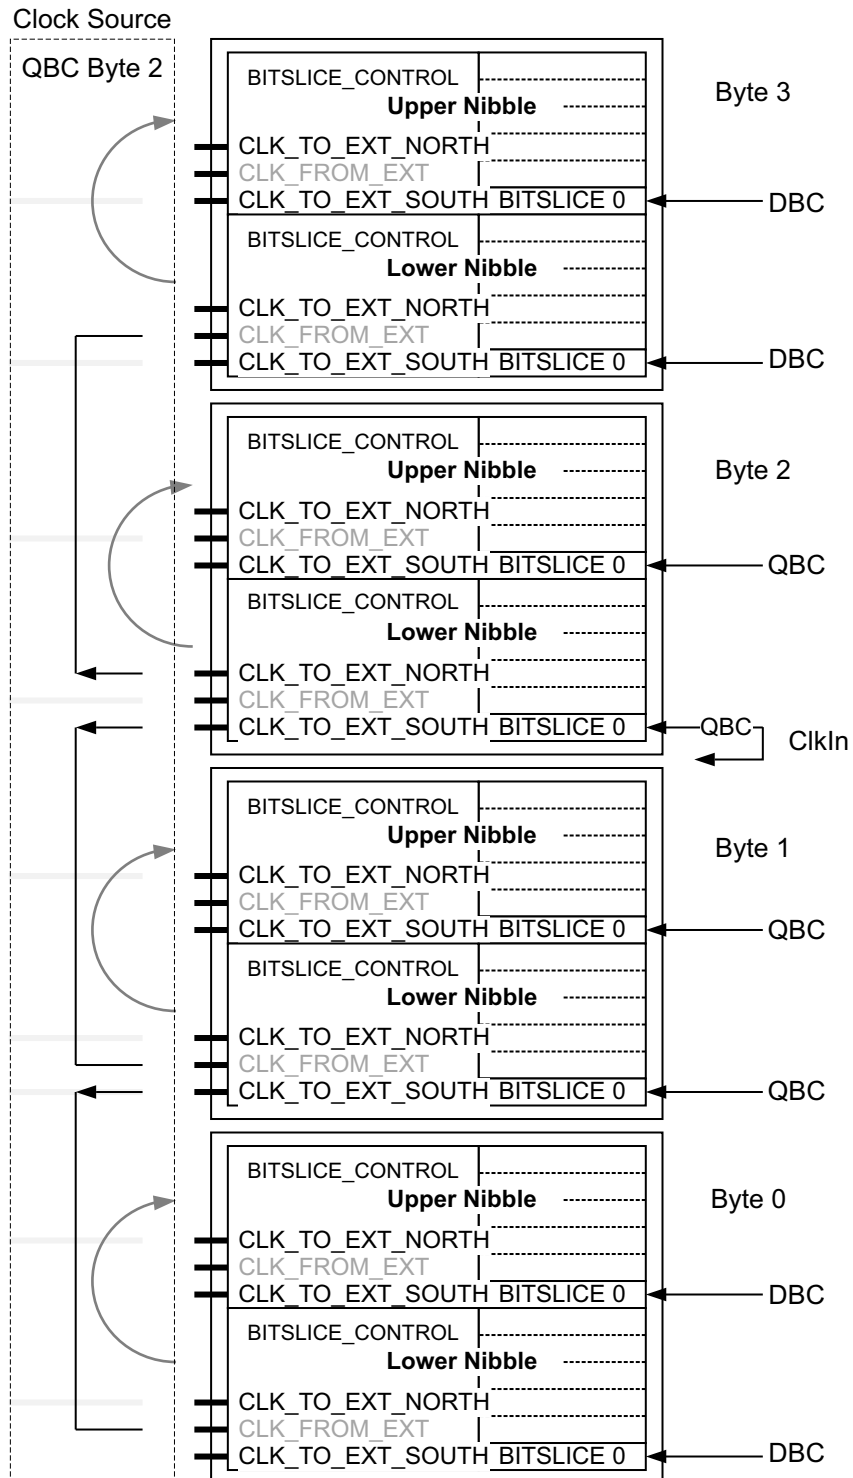 Clock Source
QBC Byte 2
BITSLICE_CONTROL
Upper Nibble
Byte 3
CLK_TO_EXT_NORTH
CLK_FROM_EXT
CLK_TO_EXT_SOUTH BITSLICE 0
DBC
BITSLICE_CONTROL
Lower Nibble
CLK_TO_EXT_NORTH
CLK_FROM_EXT
CLK_TO_EXT_SOUTH BITSLICE 0
DBC
BITSLICE_CONTROL
Upper Nibble
Byte 2
CLK_TO_EXT_NORTH
CLK_FROM_EXT
CLK_TO_EXT_SOUTH BITSLICE 0
QBC
BITSLICE_CONTROL
Lower Nibble
CLK_TO_EXT_NORTH
CLK_FROM_EXT
CLK_TO_EXT_SOUTH BITSLICE 0
QBC
ClkIn
BITSLICE_CONTROL
Upper Nibble
Byte 1
CLK_TO_EXT_NORTH
CLK_FROM_EXT
CLK_TO_EXT_SOUTH BITSLICE 0
QBC
BITSLICE_CONTROL
Lower Nibble
CLK_TO_EXT_NORTH
CLK_FROM_EXT
CLK_TO_EXT_SOUTH BITSLICE 0
QBC
BITSLICE_CONTROL
Upper Nibble
Byte 0
CLK_TO_EXT_NORTH
CLK_FROM_EXT
CLK_TO_EXT_SOUTH BITSLICE 0
DBC
BITSLICE_CONTROL
Lower Nibble
CLK_TO_EXT_NORTH
CLK_FROM_EXT
CLK_TO_EXT_SOUTH BITSLICE 0
DBC